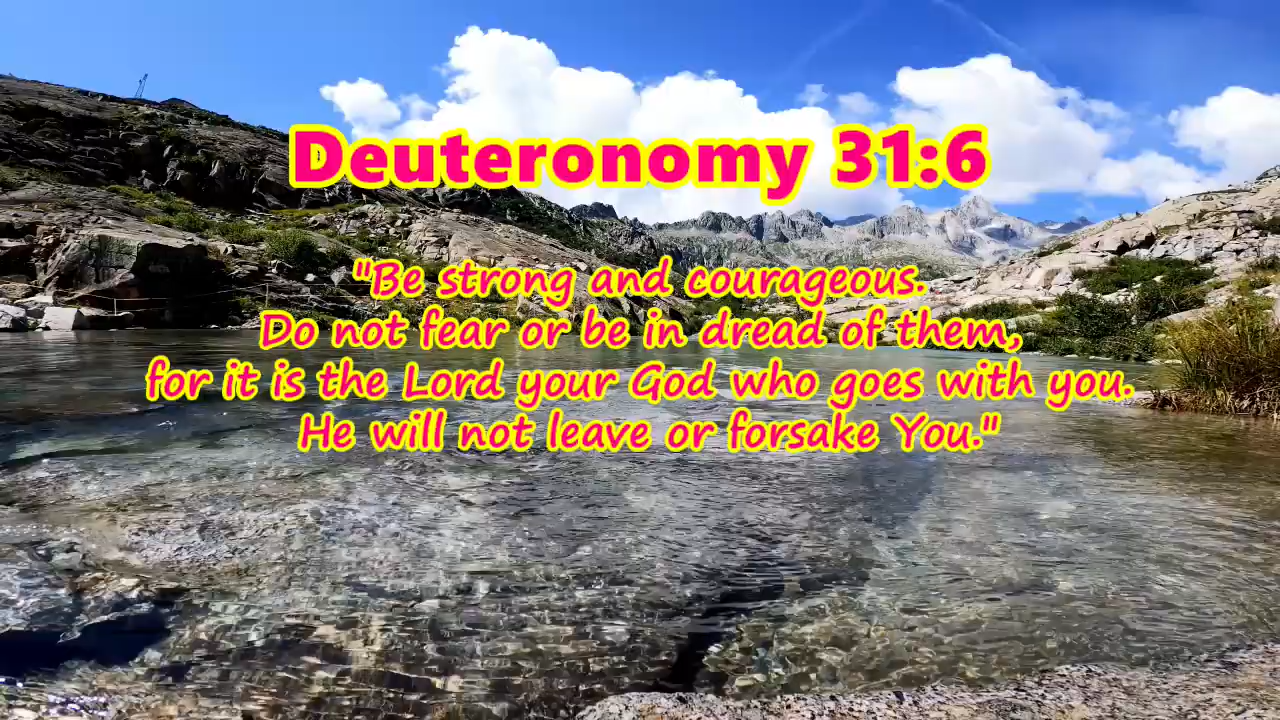 Deuteronomy 31:6
"Be strong and courageous.
Do not fear or be in dread of them,
for it is the Lord your God who goes with you.
He will not leave or forsake You."